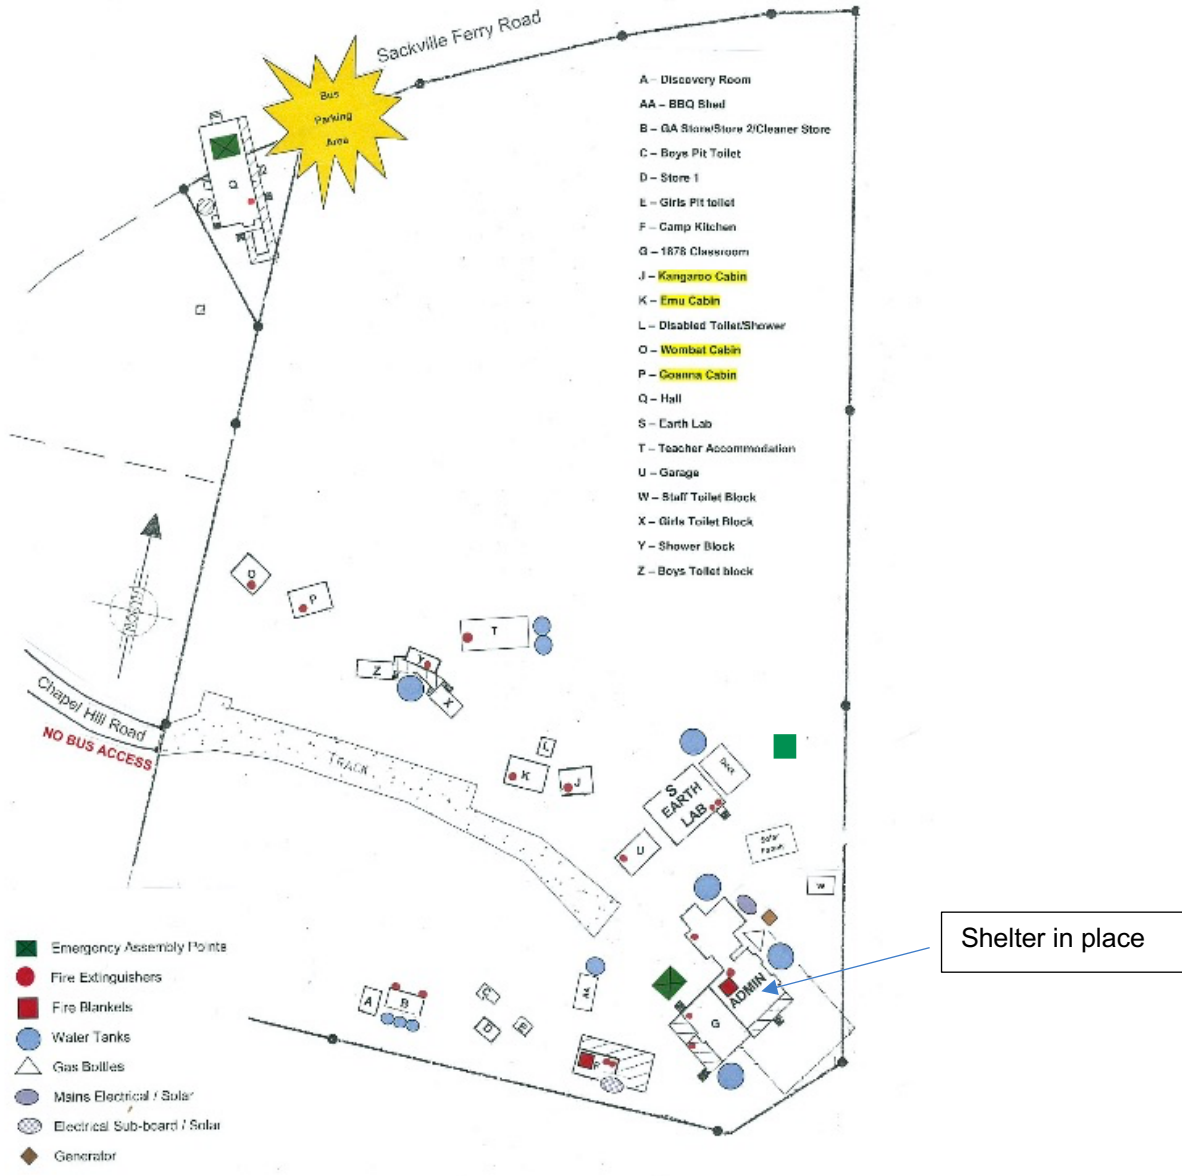 Sackville Ferry Road
Bus
Parking
Area
A – Discovery Room
AA – BBQ Shed
B – GA Store/Store 2/Cleaner Store
C – Boys Pit Toilet
D – Store 1
E – Girls Pit toilet
F – Camp Kitchen
G – 1878 Classroom
J – Kangaroo Cabin
K – Emu Cabin
L – Disabled Toilet/Shower
O – Wombat Cabin
P – Goanna Cabin
Q – Hall
S – Earth Lab
T – Teacher Accommodation
U – Garage
W – Staff Toilet Block
X – Girls Toilet Block
Y – Shower Block
Z – Boys Toilet block
Q
O
P
T
Y
Z
X
Chapel Hill Road
NO BUS ACCESS
TRACK
L
K
J
Deck
S
EARTH
LAB
U
Solar
W
ADMIN
G
AA
A
B
C
D
E
F
Shelter in place
Emergency Assembly Points
Fire Extinguishers
Fire Blankets
Water Tanks
Gas Bottles
Mains Electrical / Solar
Electrical Sub-board / Solar
Generator